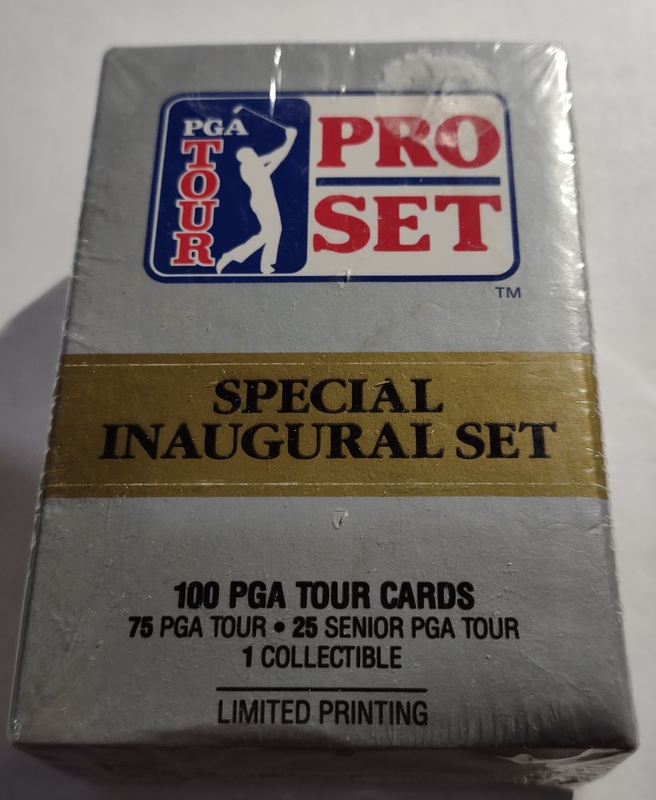 PGA
TOUR
PRO
SET
TM
SPECIAL
INAUGURAL SET
100 PGA TOUR CARDS
75 PGA TOUR • 25 SENIOR PGA TOUR
1 COLLECTIBLE
LIMITED PRINTING